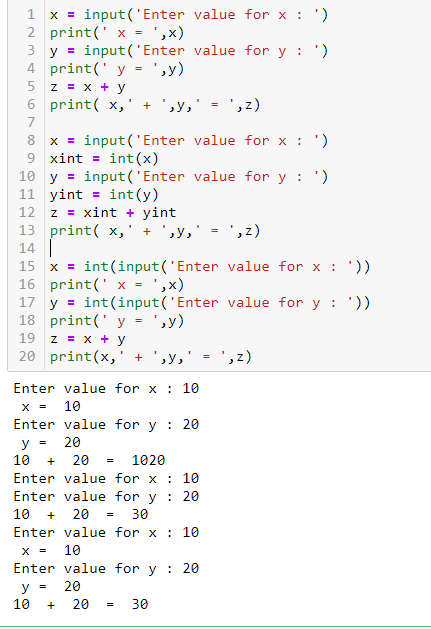 1 x = input('Enter value for x : ')
2 print(' x = ',x)
3 y = input('Enter value for y : ')
4 print(' y = ',y)
5 z = x + y
6 print( x,' + ',y,' = ',z)
7
8 x = input('Enter value for x : ')
9 xint = int(x)
10 y = input('Enter value for y : ')
11 yint = int(y)
12 z = xint + yint
13 print( x,' + ',y,' = ',z)
14
15 x = int(input('Enter value for x : '))
16 print(' x = ',x)
17 y = int(input('Enter value for y : '))
18 print(' y = ',y)
19 z = x + y
20 print(x,' + ',y,' = ',z)
Enter value for x : 10
 x =  10
Enter value for y : 20
 y =  20
10  +  20  =  1020
Enter value for x : 10
Enter value for y : 20
10  +  20  =  30
Enter value for x : 10
 x =  10
Enter value for y : 20
 y =  20
10  +  20  =  30